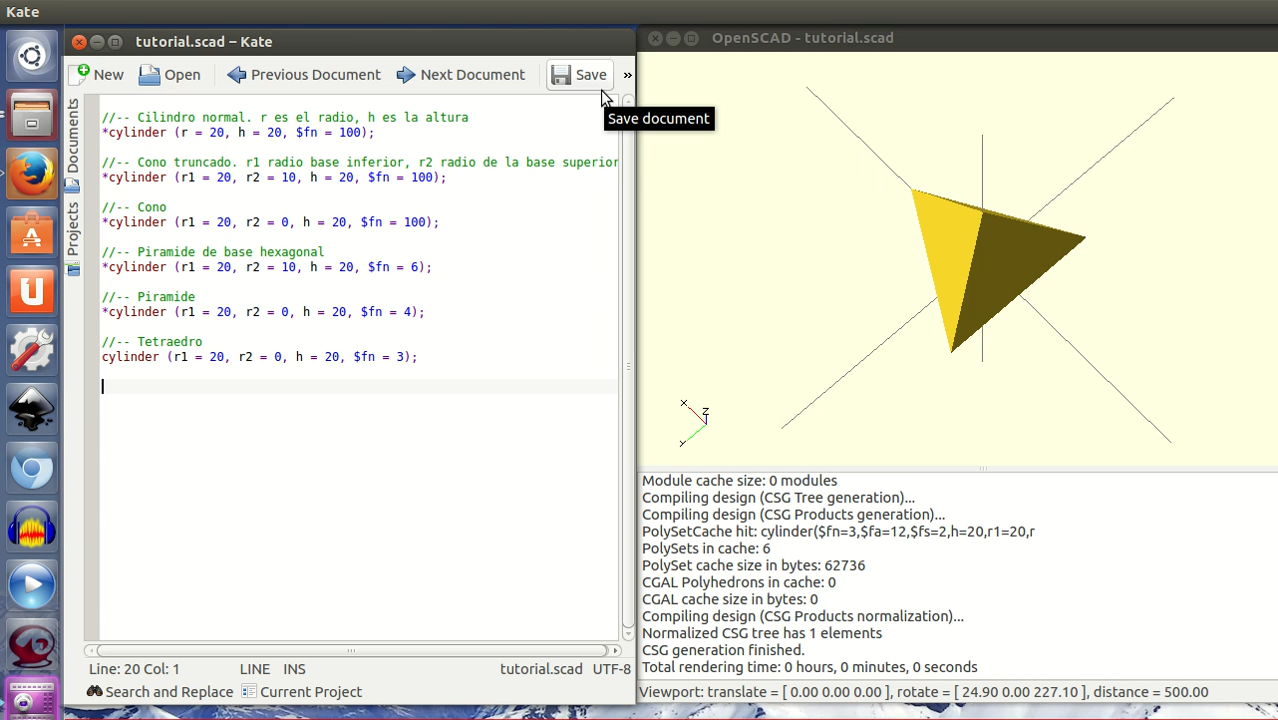 Kate
tutorial.scad – Kate
New Open Previous Document Next Document Save »
Save document
Documents
Projects
//-- Cilindro normal. r es el radio, h es la altura
*cylinder (r = 20, h = 20, $fn = 100);
//-- Cono truncado. r1 radio base inferior, r2 radio de la base superior
*cylinder (r1 = 20, r2 = 10, h = 20, $fn = 100);
//-- Cono
*cylinder (r1 = 20, r2 = 0, h = 20, $fn = 100);
//-- Piramide de base hexagonal
*cylinder (r1 = 20, r2 = 10, h = 20, $fn = 6);
//-- Piramide
*cylinder (r1 = 20, r2 = 0, h = 20, $fn = 4);
//-- Tetraedro
cylinder (r1 = 20, r2 = 0, h = 20, $fn = 3);
Line: 20 Col: 1 LINE INS tutorial.scad UTF-8
Search and Replace Current Project
OpenSCAD - tutorial.scad
x
z
y
Module cache size: 0 modules
Compiling design (CSG Tree generation)...
Compiling design (CSG Products generation)...
PolySetCache hit: cylinder($fn=3,$fa=12,$fs=2,h=20,r1=20,r
PolySets in cache: 6
PolySet cache size in bytes: 62736
CGAL Polyhedrons in cache: 0
CGAL cache size in bytes: 0
Compiling design (CSG Products normalization)...
Normalized CSG tree has 1 elements
CSG generation finished.
Total rendering time: 0 hours, 0 minutes, 0 seconds
Viewport: translate = [ 0.00 0.00 0.00 ], rotate = [ 24.90 0.00 227.10 ], distance = 500.00